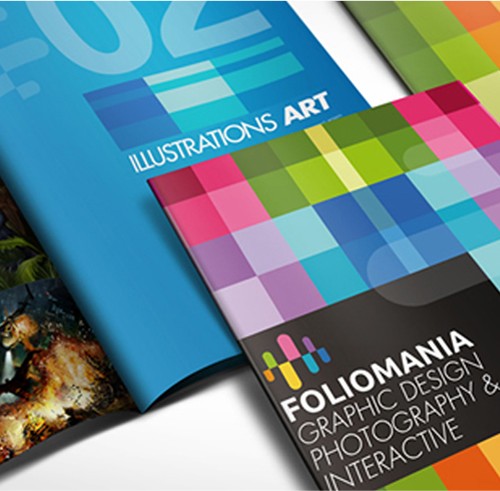 02
ILLUSTRATIONS ART
FOLIOMANIA
GRAPHIC DESIGN
PHOTOGRAPHY &
INTERACTIVE